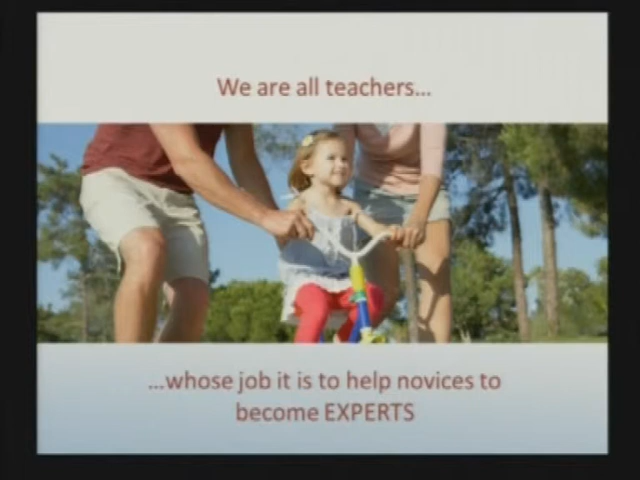 We are all teachers...
...whose job it is to help novices to
become EXPERTS